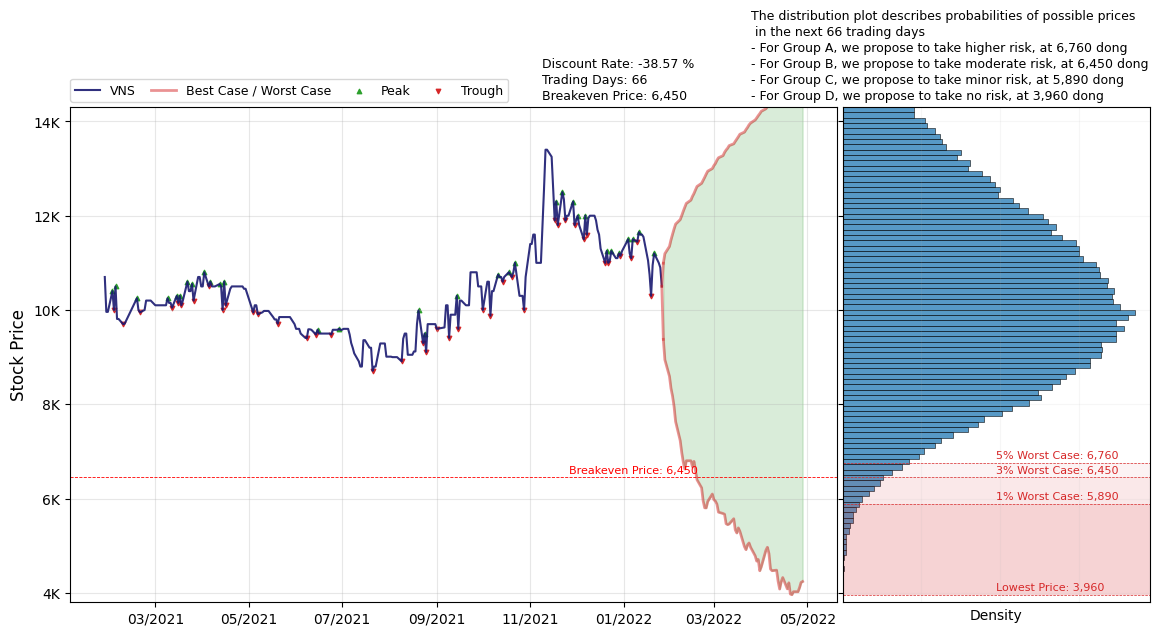 The distribution plot describes probabilities of possible prices
in the next 66 trading days
- For Group A, we propose to take higher risk, at 6,760 dong
- For Group B, we propose to take moderate risk, at 6,450 dong
- For Group C, we propose to take minor risk, at 5,890 dong
- For Group D, we propose to take no risk, at 3,960 dong
Discount Rate: -38.57 %
Trading Days: 66
Breakeven Price: 6,450
VNS Best Case / Worst Case Peak Trough
14K
12K
10K
8K
6K
4K
Stock Price
Breakeven Price: 6,450
5% Worst Case: 6,760
3% Worst Case: 6,450
1% Worst Case: 5,890
Lowest Price: 3,960
03/2021 05/2021 07/2021 09/2021 11/2021 01/2022 03/2022 05/2022
Density